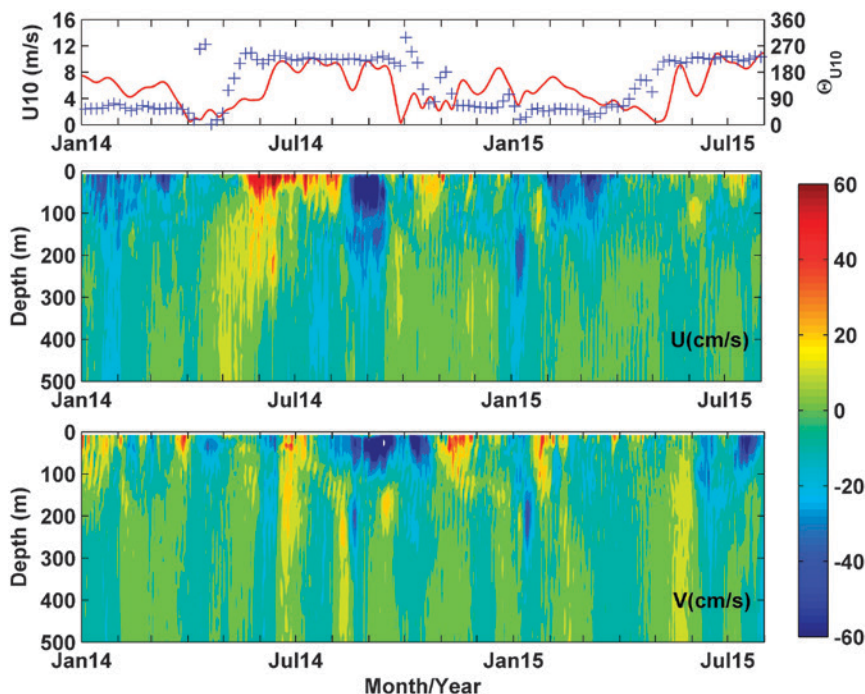 U10 (m/s)
16
12
8
4
0
360
270
180
90
0
Θ U10
Jan14
Jul14
Jan15
Jul15
Depth (m)
0
100
200
300
400
500
U(cm/s)
Jan14
Jul14
Jan15
Jul15
Depth (m)
0
100
200
300
400
500
V(cm/s)
Jan14
Jul14
Jan15
Jul15
Month/Year
60
40
20
0
-20
-40
-60